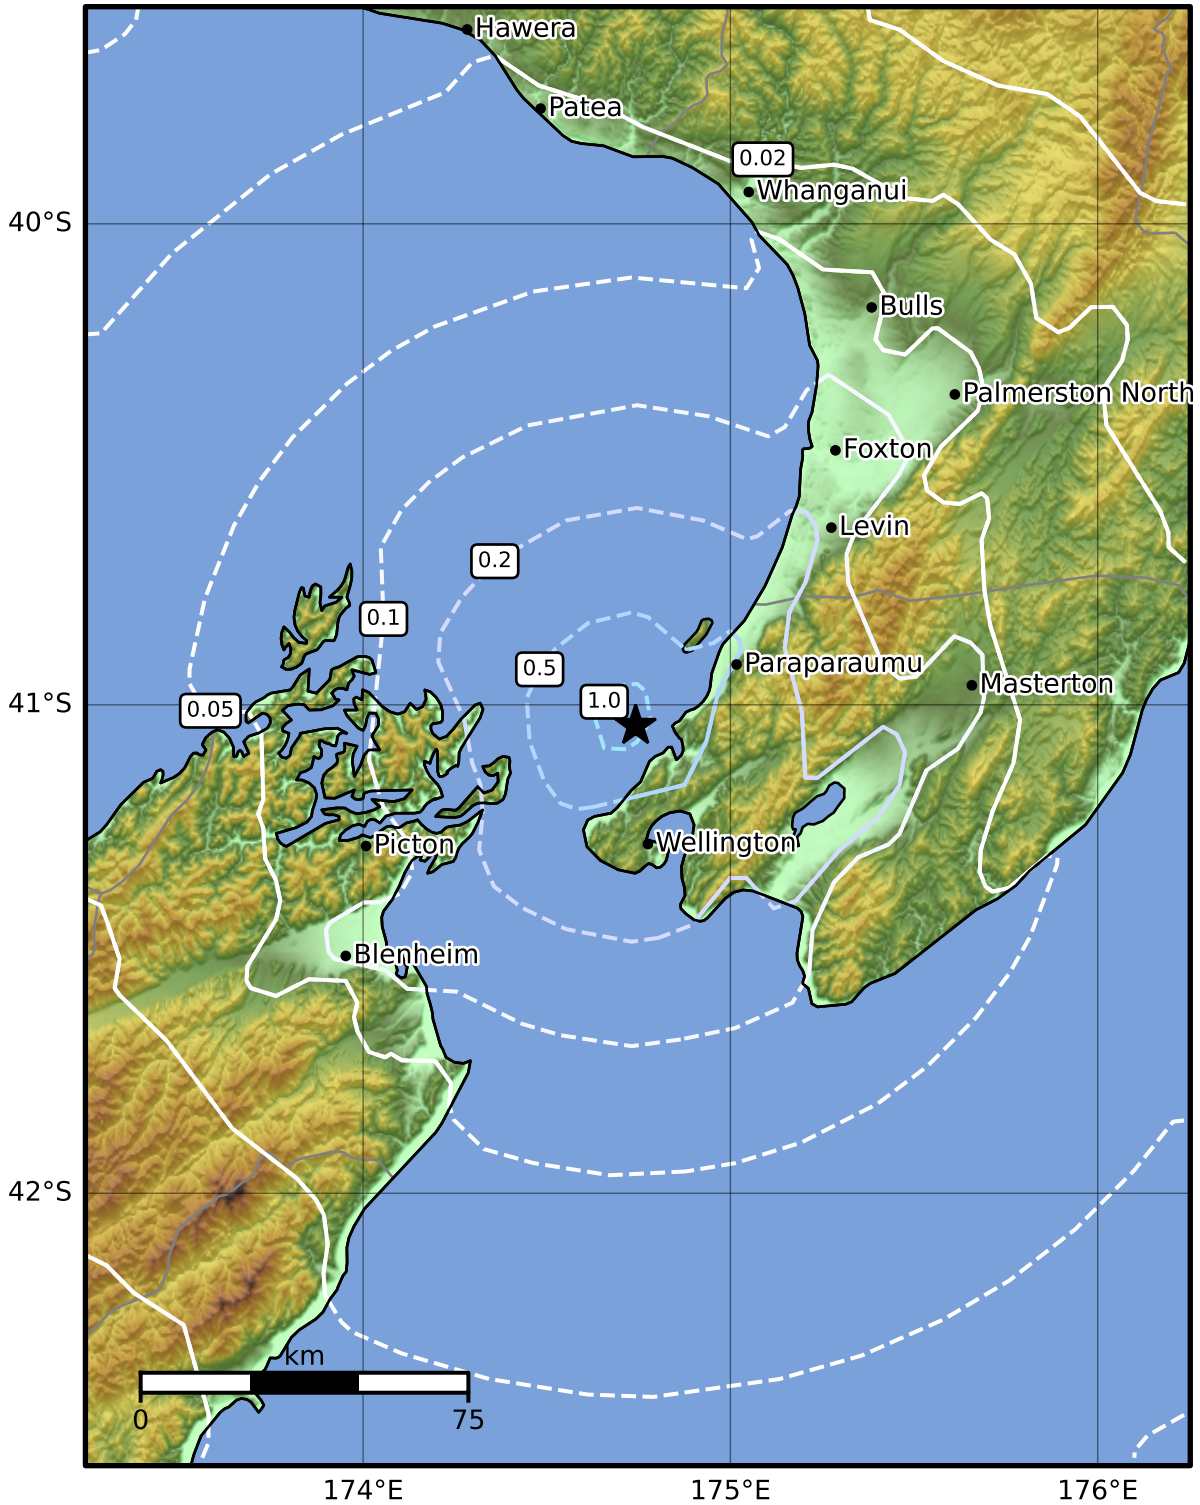 Hawera
Patea
0.02
Whanganui
40°S
Bulls
Palmerston North
Foxton
Levin
0.2
0.1
0.5
Paraparaumu
Masterton
1.0
0.05
41°S
Wellington
Picton
Blenheim
42°S
km
0 75
174°E 175°E 176°E